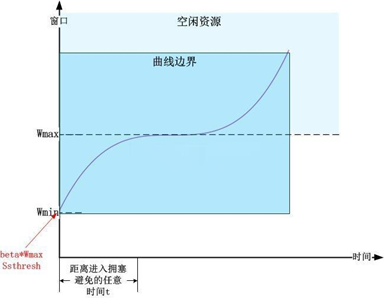 窗口
空闲资源
曲线边界
Wmax
Wmin
beta*Wmax
Ssthresh
距离进入拥塞
避免的任意
时间t
时间